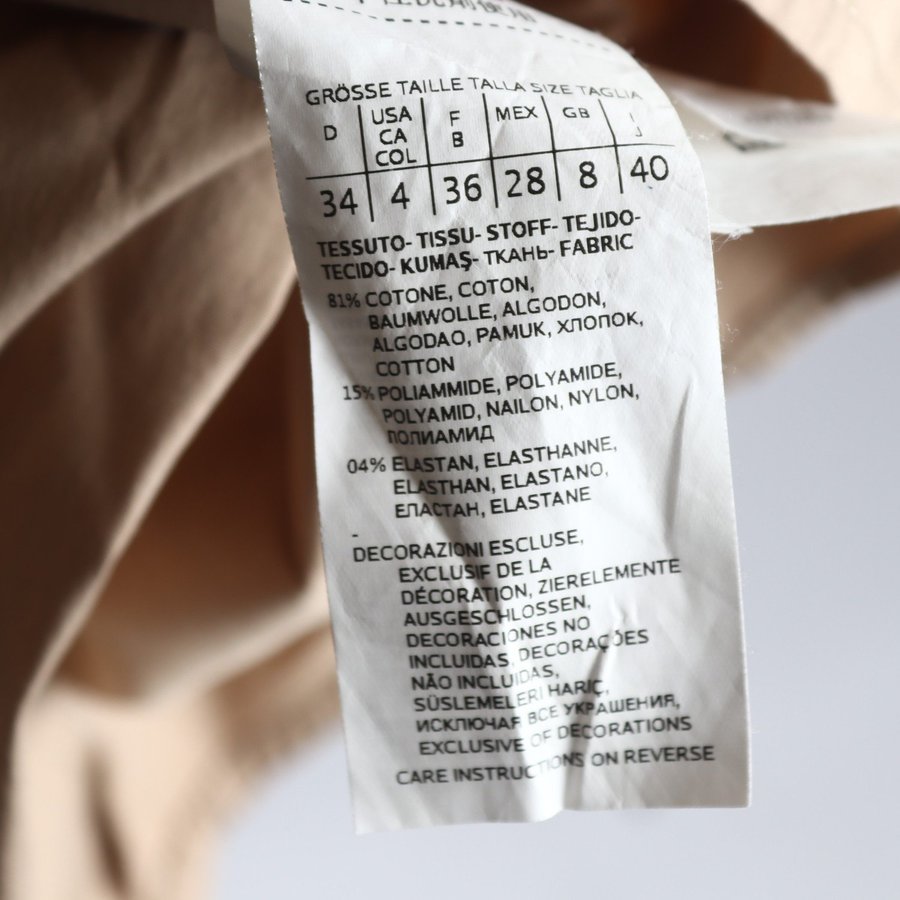 GRÖSSE TAILLE TALLA SIZE TAGLIA
D USA CA COL F B MEX GB I J
34 4 36 28 8 40
TESSUTO- TISSU- STOFF- TEJIDO-
TECIDO- KUMAŞ- ТКАНЬ- FABRIC
81% COTONE, COTON,
BAUMWOLLE, ALGODON,
ALGODAO, PAMUK, ХЛОПОК,
COTTON
15% POLIAMMIDE, POLYAMIDE,
POLYAMID, NAILON, NYLON,
ПОЛИАМИД
04% ELASTAN, ELASTHANNE,
ELASTHAN, ELASTANO,
ЕЛАСТАН, ELASTANE
-
DECORAZIONI ESCLUSE,
EXCLUSIF DE LA
DÉCORATION, ZIERELEMENTE
AUSGESCHLOSSEN,
DECORACIONES NO
INCLUIDAS, DECORAÇÕES
NÃO INCLUIDAS,
SÜSLEMELERI HARIÇ,
ИСКЛЮЧАЯ ВСЕ УКРАШЕНИЯ,
EXCLUSIVE OF DECORATIONS
CARE INSTRUCTIONS ON REVERSE